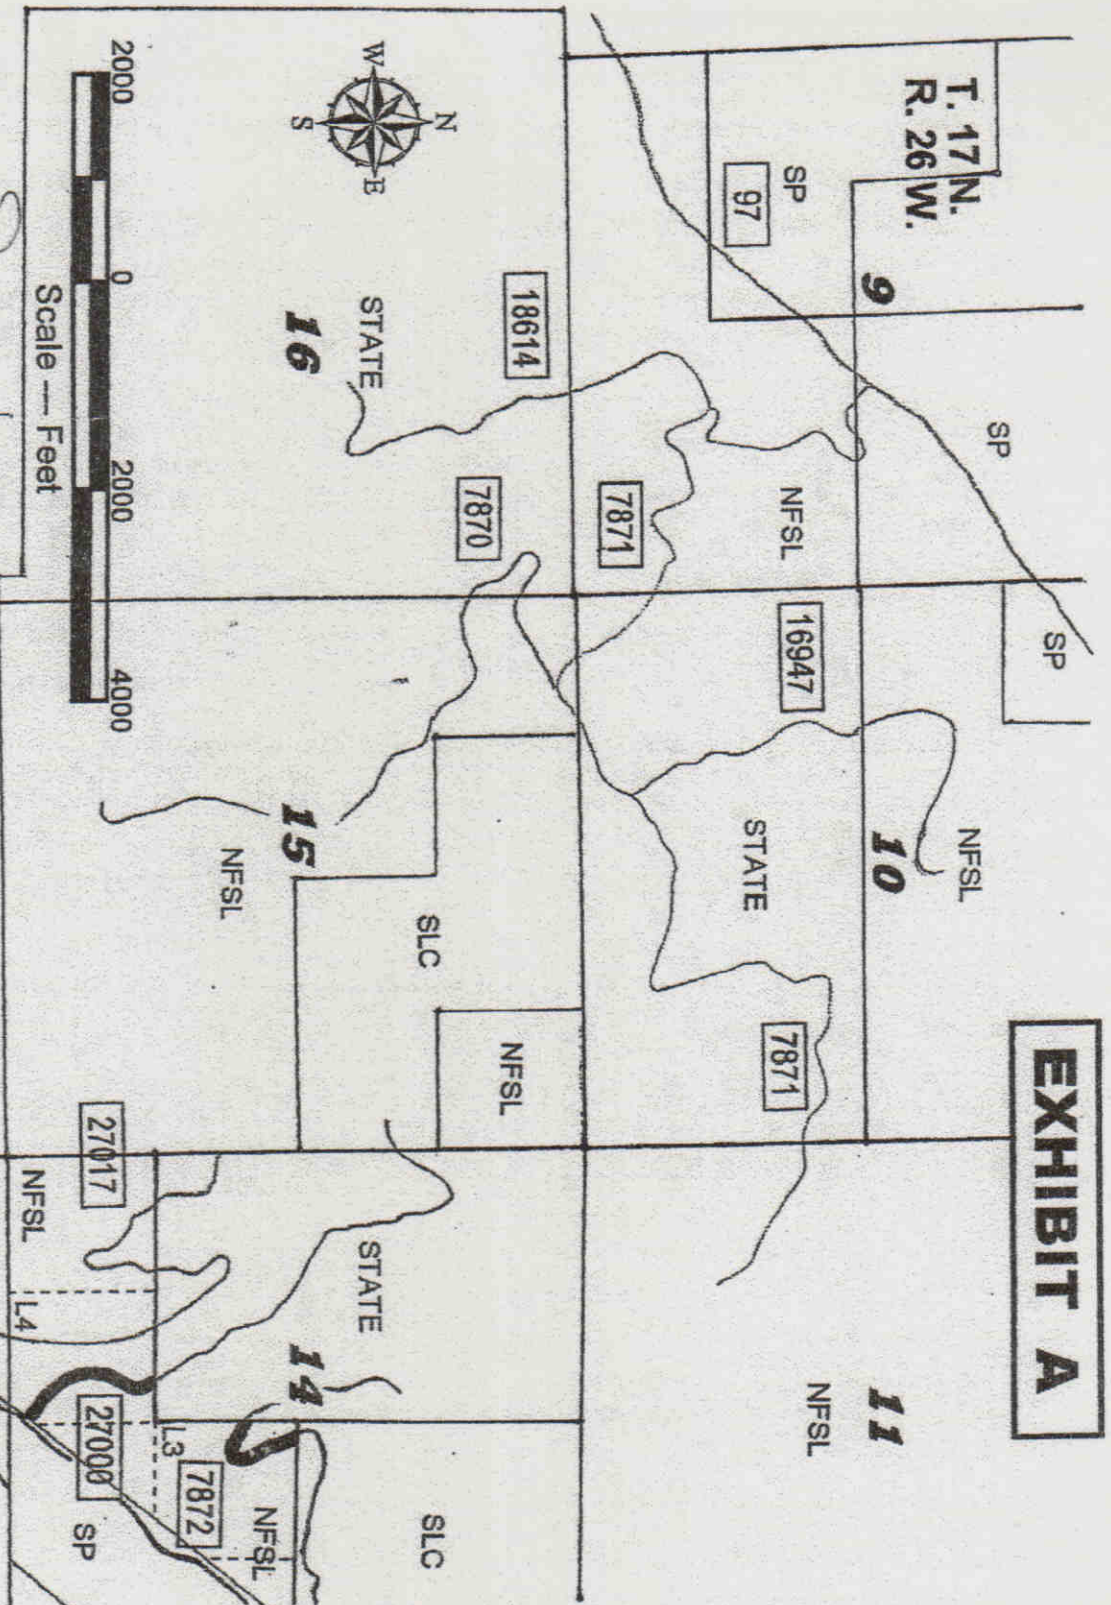 EXHIBIT A
T. 17 N.
R. 26 W.
SP
97
9
SP
SP
NFSL
10
NFSL
11
NFSL
16947
STATE
7871
7871
NFSL
18614
7870
STATE
16
SLC
NFSL
15
NFSL
STATE
14
SLC
27017
NFSL
L4
L3
27000
7872
NFSL
SP
W
N
S
E
2000
0
2000
4000
Scale --- Feet